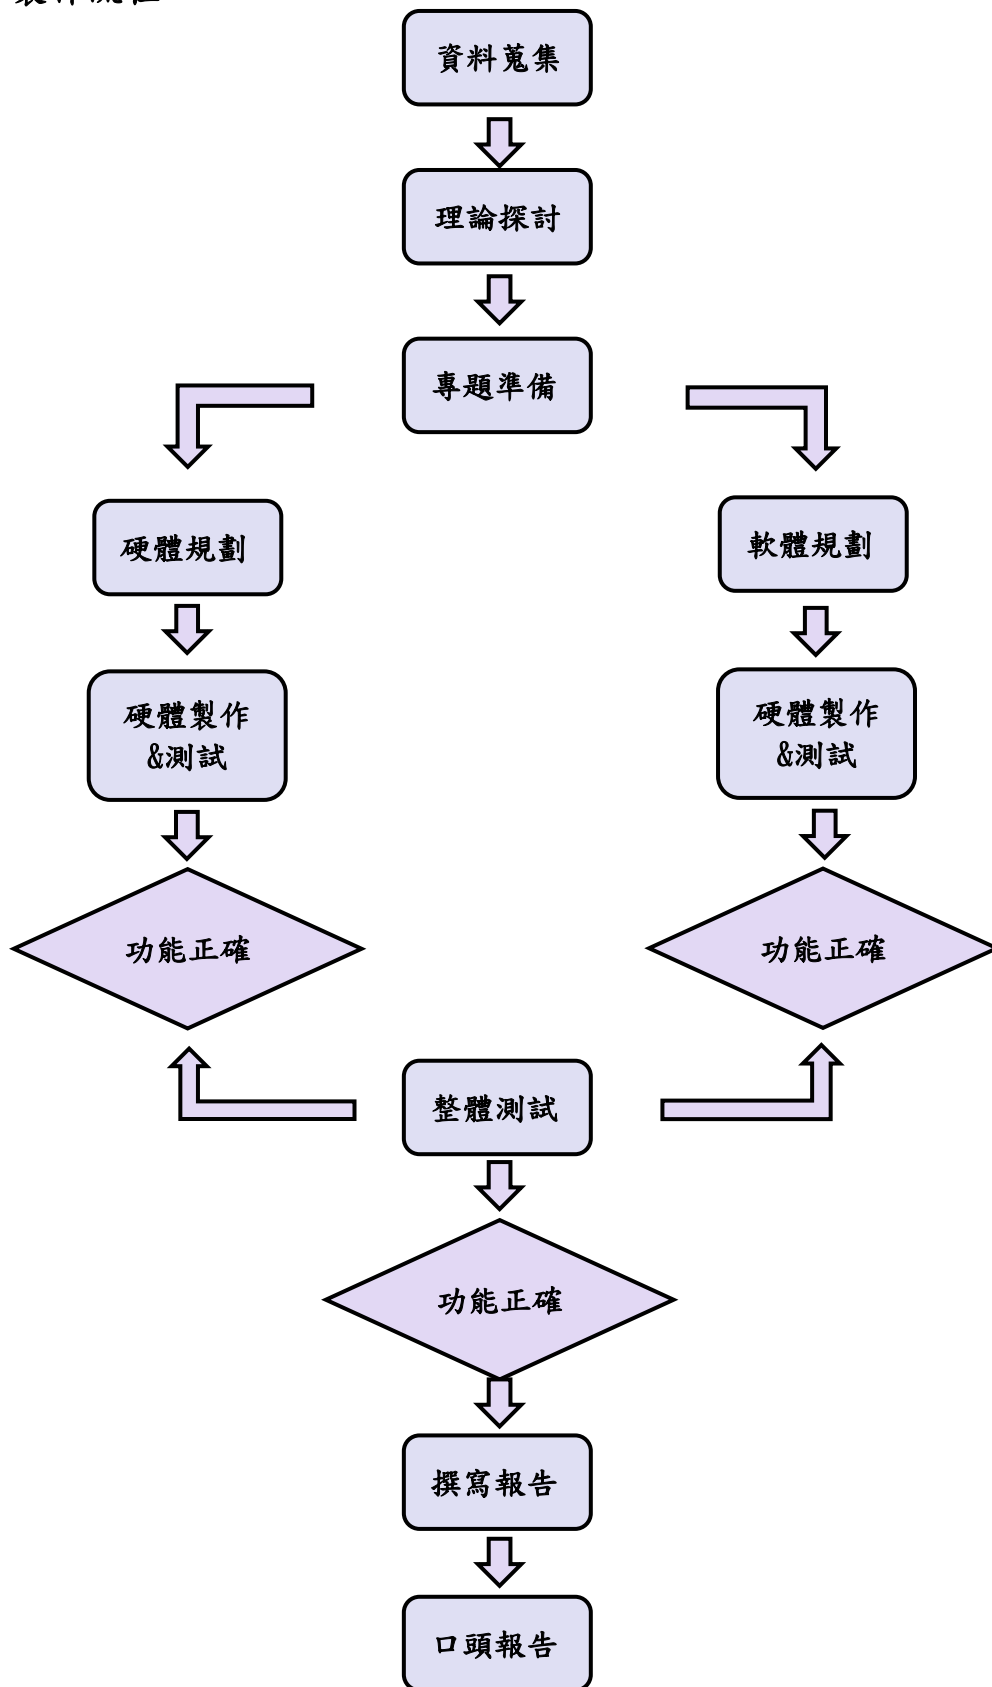 資料蒐集
理論探討
專題準備
硬體規劃
軟體規劃
硬體製作
&測試
硬體製作
&測試
功能正確
功能正確
整體測試
功能正確
撰寫報告
口頭報告